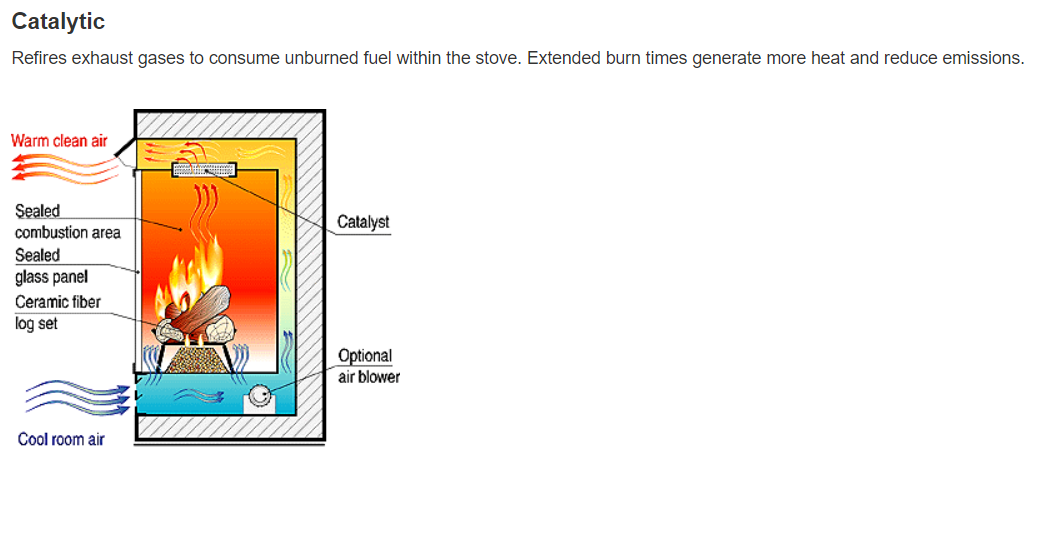 Catalytic
Refires exhaust gases to consume unburned fuel within the stove. Extended burn times generate more heat and reduce emissions.
Warm clean air
Sealed
combustion area
Sealed
glass panel
Ceramic fiber
log set
Cool room air
Catalyst
Optional
air blower